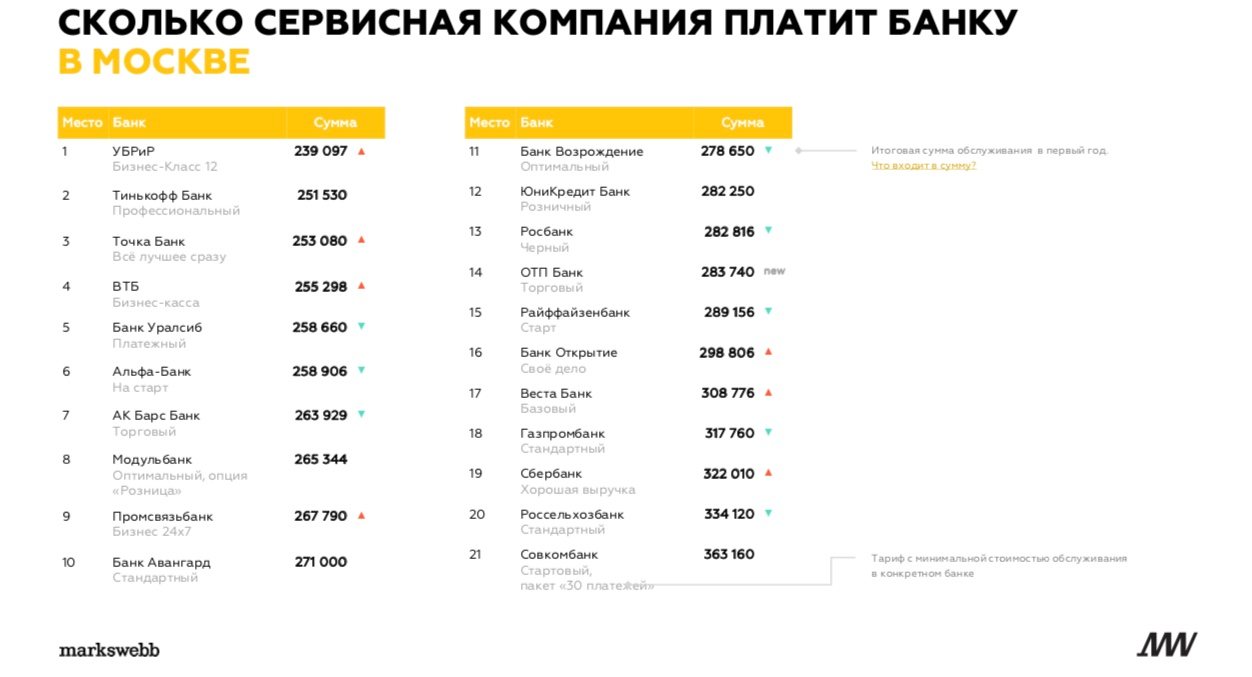 СКОЛЬКО СЕРВИСНАЯ КОМПАНИЯ ПЛАТИТ БАНКУ
В МОСКВЕ
Место Банк Сумма
1 УБРиР 239 097 ▲
Бизнес-Класс 12
2 Тинькофф Банк 251 530
Профессиональный
3 Точка Банк 253 080 ▲
Всё лучшее сразу
4 ВТБ 255 298 ▲
Бизнес-касса
5 Банк Уралсиб 258 660 ▼
Платежный
6 Альфа-Банк 258 906 ▼
На старт
7 АК Барс Банк 263 929 ▼
Торговый
8 Модульбанк 265 344
Оптимальный, опция
«Розница»
9 Промсвязьбанк 267 790 ▲
Бизнес 24x7
10 Банк Авангард 271 000
Стандартный
Место Банк Сумма
11 Банк Возрождение 278 650 ▼
Оптимальный
12 ЮниКредит Банк 282 250
Розничный
13 Росбанк 282 816 ▼
Черный
14 ОТП Банк 283 740 new
Торговый
15 Райффайзенбанк 289 156 ▼
Старт
16 Банк Открытие 298 806 ▲
Своё дело
17 Веста Банк 308 776 ▲
Базовый
18 Газпромбанк 317 760 ▼
Стандартный
19 Сбербанк 322 010 ▲
Хорошая выручка
20 Россельхозбанк 334 120 ▼
Стандартный
21 Совкомбанк 363 160
Стартовый,
пакет «30 платежей»
Итоговая сумма обслуживания в первый год.
Что входит в сумму?
Тариф с минимальной стоимостью обслуживания
в конкретном банке
markswebb
MW